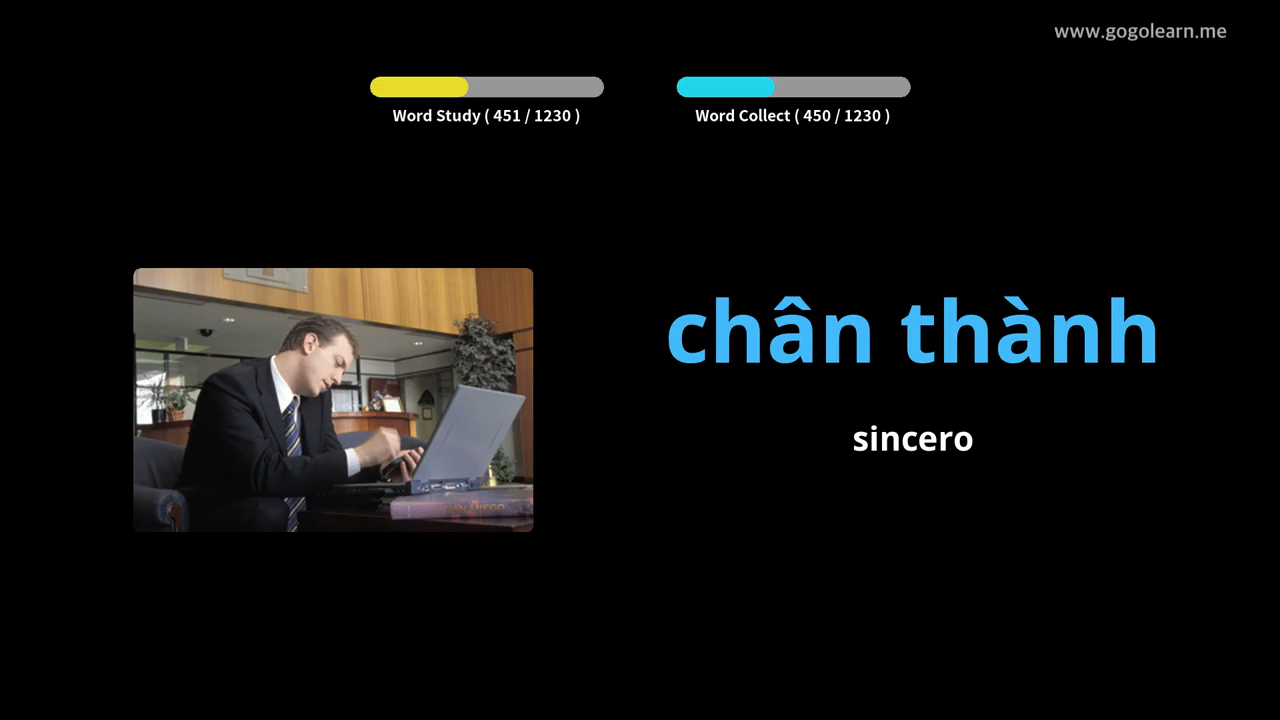 www.gogolearn.me
Word Study ( 451 / 1230 )
Word Collect ( 450 / 1230 )
chân thành
sincero